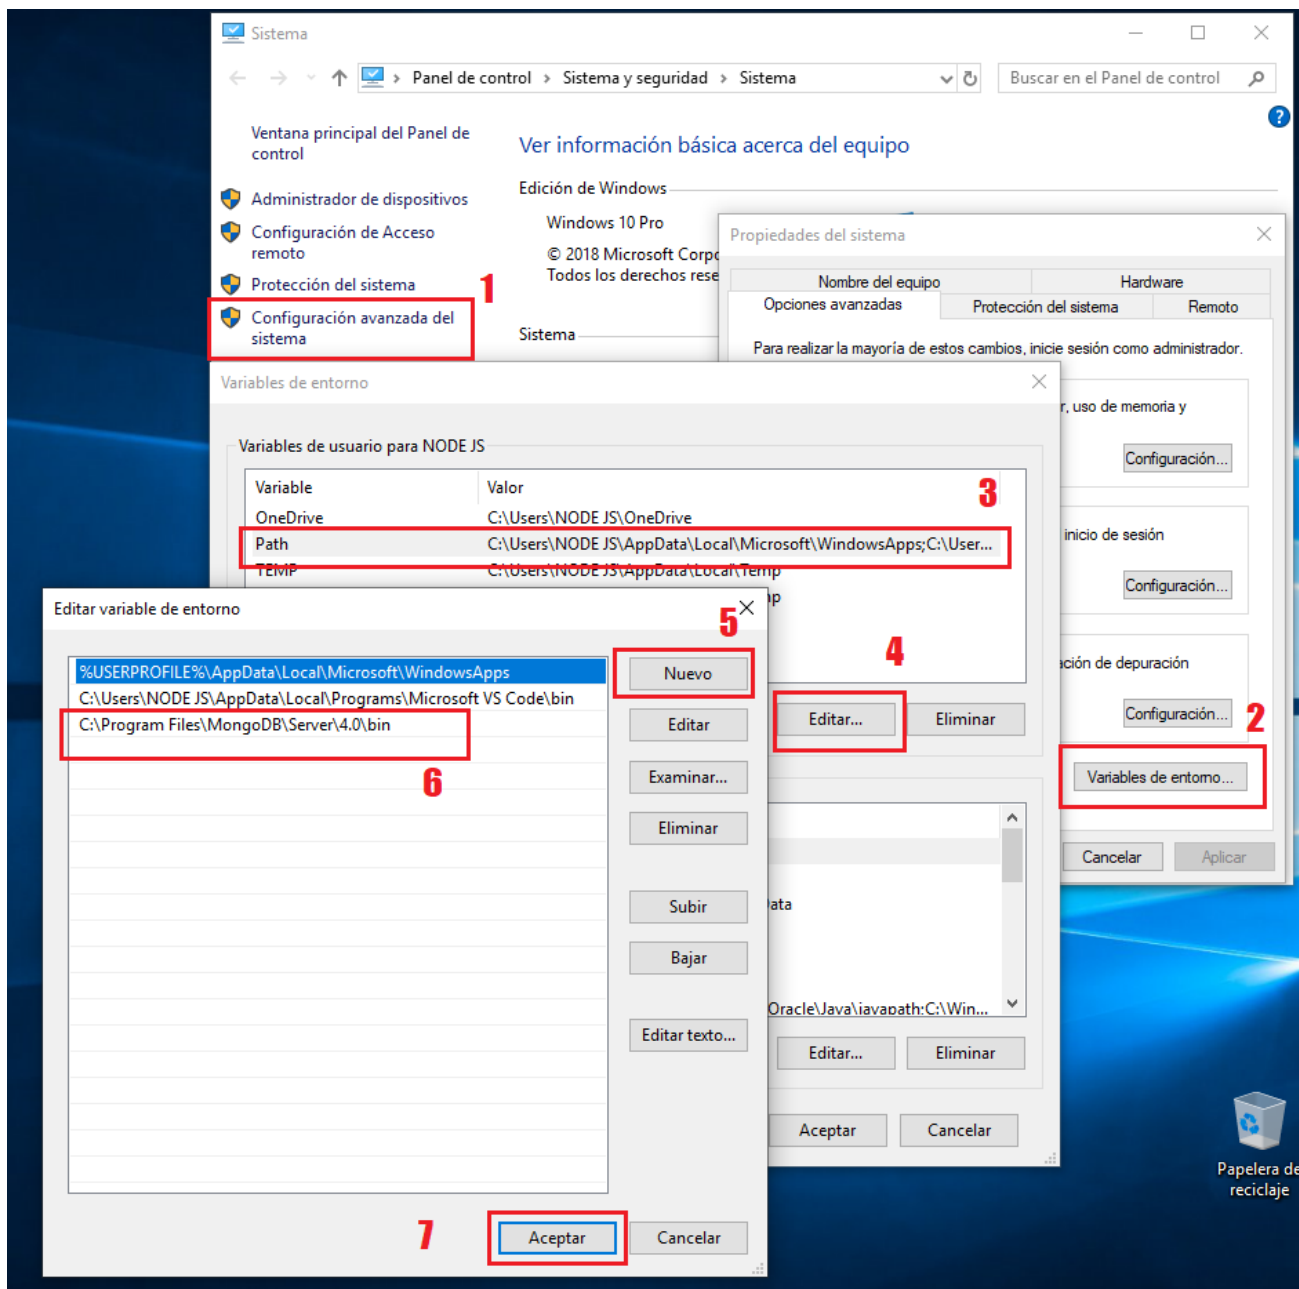 Sistema
Panel de control > Sistema y seguridad > Sistema
Buscar en el Panel de control
Ventana principal del Panel de
control
Ver información básica acerca del equipo
Edición de Windows
Administrador de dispositivos
Windows 10 Pro
Configuración de Acceso
remoto
© 2018 Microsoft Corpo
Todos los derechos rese
Protección del sistema
1
Configuración avanzada del
sistema
Sistema
Propiedades del sistema
Nombre del equipo
Hardware
Opciones avanzadas
Protección del sistema
Remoto
Para realizar la mayoría de estos cambios, inicie sesión como administrador.
r, uso de memoria y
Configuración...
inicio de sesión
Configuración...
ación de depuración
Configuración...
2
Variables de entorno...
Cancelar
Aplicar
Variables de entorno
Variables de usuario para NODE JS
Variable
Valor
3
OneDrive
C:\Users\NODE JS\OneDrive
Path
C:\Users\NODE JS\AppData\Local\Microsoft\WindowsApps;C:\User...
TEMP
C:\Users\NODE JS\AppData\Local\Temp
np
4
Editar...
Eliminar
ata
Oracle\Java\javapath;C:\Win...
Editar...
Eliminar
Aceptar
Cancelar
Editar variable de entorno
5
%USERPROFILE%\AppData\Local\Microsoft\WindowsApps
Nuevo
C:\Users\NODE JS\AppData\Local\Programs\Microsoft VS Code\bin
C:\Program Files\MongoDB\Server\4.0\bin
Editar
6
Examinar...
Eliminar
Subir
Bajar
Editar texto...
7
Aceptar
Cancelar
Papelera de
reciclaje